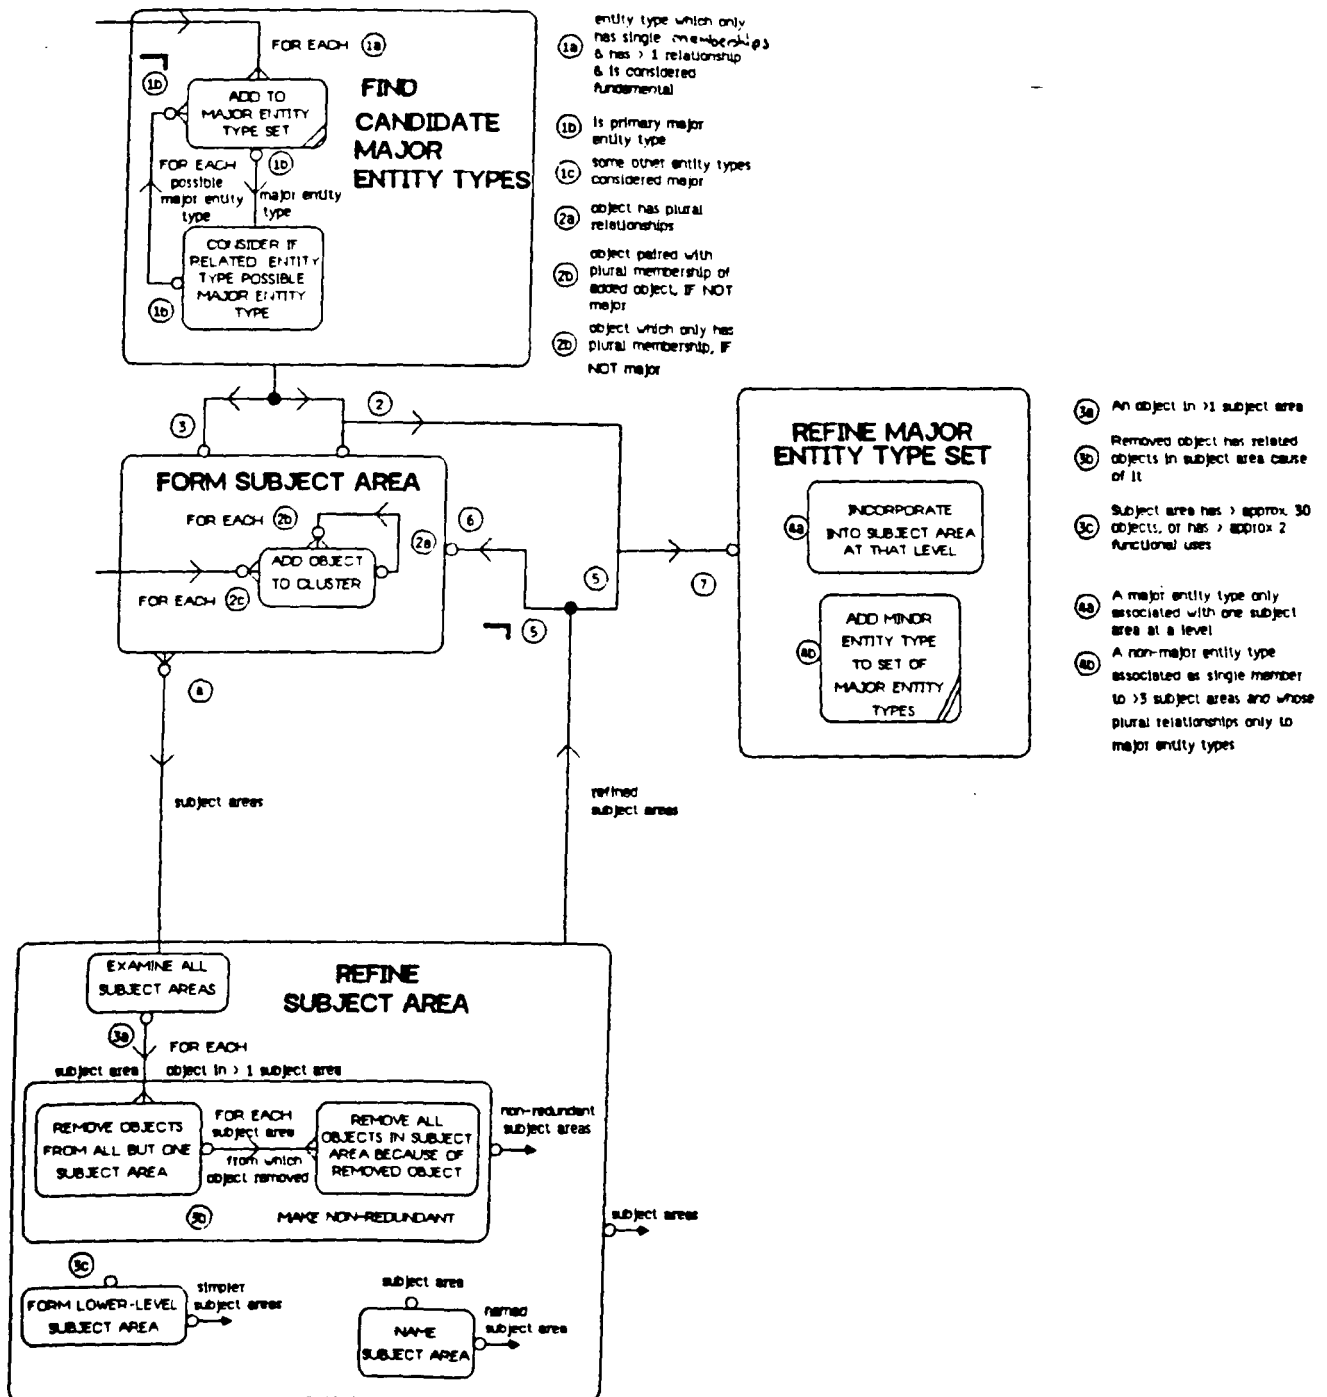 FOR EACH 1a
1b
ADD TO
MAJOR ENTITY
TYPE SET
FIND
CANDIDATE
MAJOR
ENTITY TYPES
1b
FOR EACH
possible
major entity
type
major entity
type
CONSIDER IF
RELATED ENTITY
TYPE POSSIBLE
MAJOR ENTITY
TYPE
1b
1a entity type which only
has single memberships
& has > 1 relationship
& is considered
fundamental
1b is primary major
entity type
1c some other entity types
considered major
2a object has plural
relationships
2b object paired with
plural membership of
added object, IF NOT
major
2b object which only has
plural membership, IF
NOT major
3
2
FORM SUBJECT AREA
FOR EACH 2b
2a
ADD OBJECT
TO CLUSTER
FOR EACH 2c
6
5
5
7
REFINE MAJOR
ENTITY TYPE SET
4a
INCORPORATE
INTO SUBJECT AREA
AT THAT LEVEL
4b
ADD MINOR
ENTITY TYPE
TO SET OF
MAJOR ENTITY
TYPES
3a An object in >1 subject area
3b Removed object has related
objects in subject area cause
of it
3c Subject area has > approx. 30
objects, or has > approx 2
functional uses
4a A major entity type only
associated with one subject
area at a level
4b A non-major entity type
associated as single member
to >3 subject areas and whose
plural relationships only to
major entity types
subject areas
refined
subject areas
EXAMINE ALL
SUBJECT AREAS
REFINE
SUBJECT AREA
3a
FOR EACH
subject area
object in > 1 subject area
REMOVE OBJECTS
FROM ALL BUT ONE
SUBJECT AREA
FOR EACH
subject area
from which
object removed
REMOVE ALL
OBJECTS IN SUBJECT
AREA BECAUSE OF
REMOVED OBJECT
non-redundant
subject areas
3b
MAKE NON-REDUNDANT
subject areas
3c
FORM LOWER-LEVEL
SUBJECT AREA
simpler
subject areas
subject area
NAME
SUBJECT AREA
named
subject area